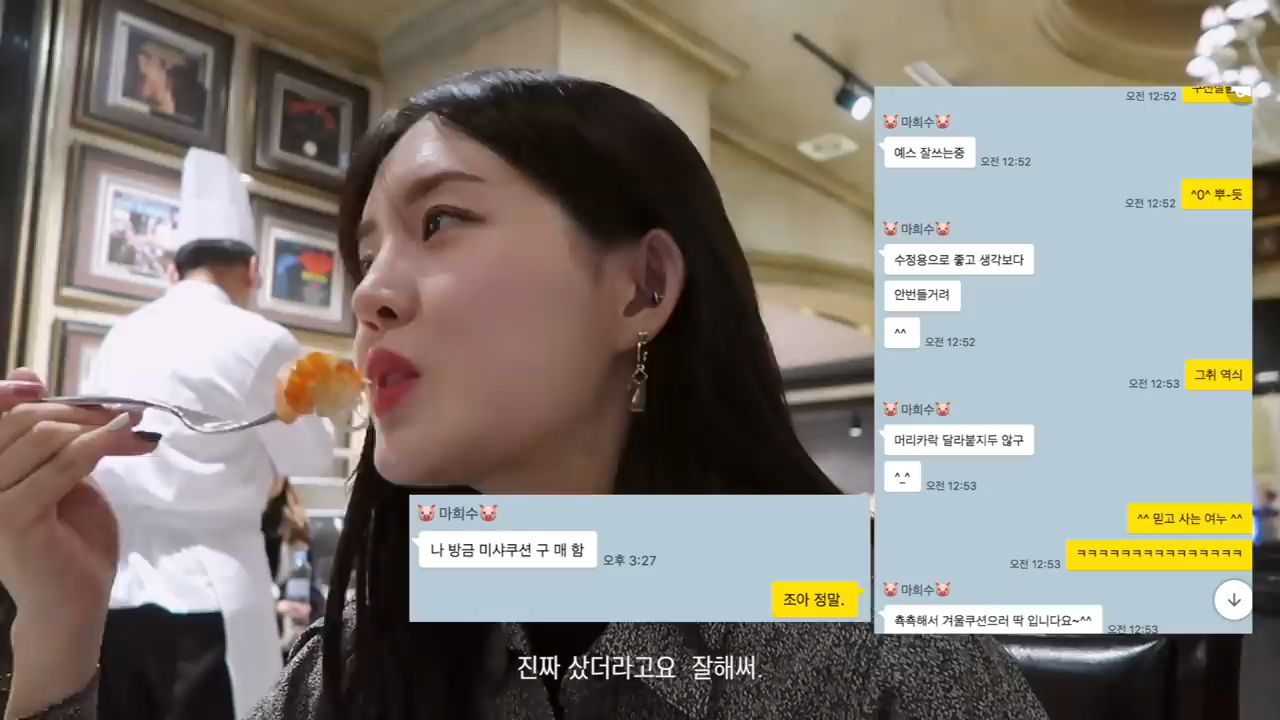 오전 12:52
마희수
예스 잘쓰는중 오전 12:52
오전 12:52 ^0^ 뿌-듯
마희수
수정용으로 좋고 생각보다
안번들거려
^^ 오전 12:52
오전 12:53 그취 역싀
마희수
머리카락 달라붙지두 않구
^_^ 오전 12:53
^^ 믿고 사는 여누 ^^
오전 12:53 ㅋㅋㅋㅋㅋㅋㅋㅋㅋㅋㅋㅋㅋㅋㅋ
마희수
촉촉해서 겨울쿠션으러 딱 입니다요~^^ 오전 12:53
마희수
나 방금 미샤쿠션 구 매 함 오후 3:27
조아 정말.
진짜 샀더라고요 잘해써.